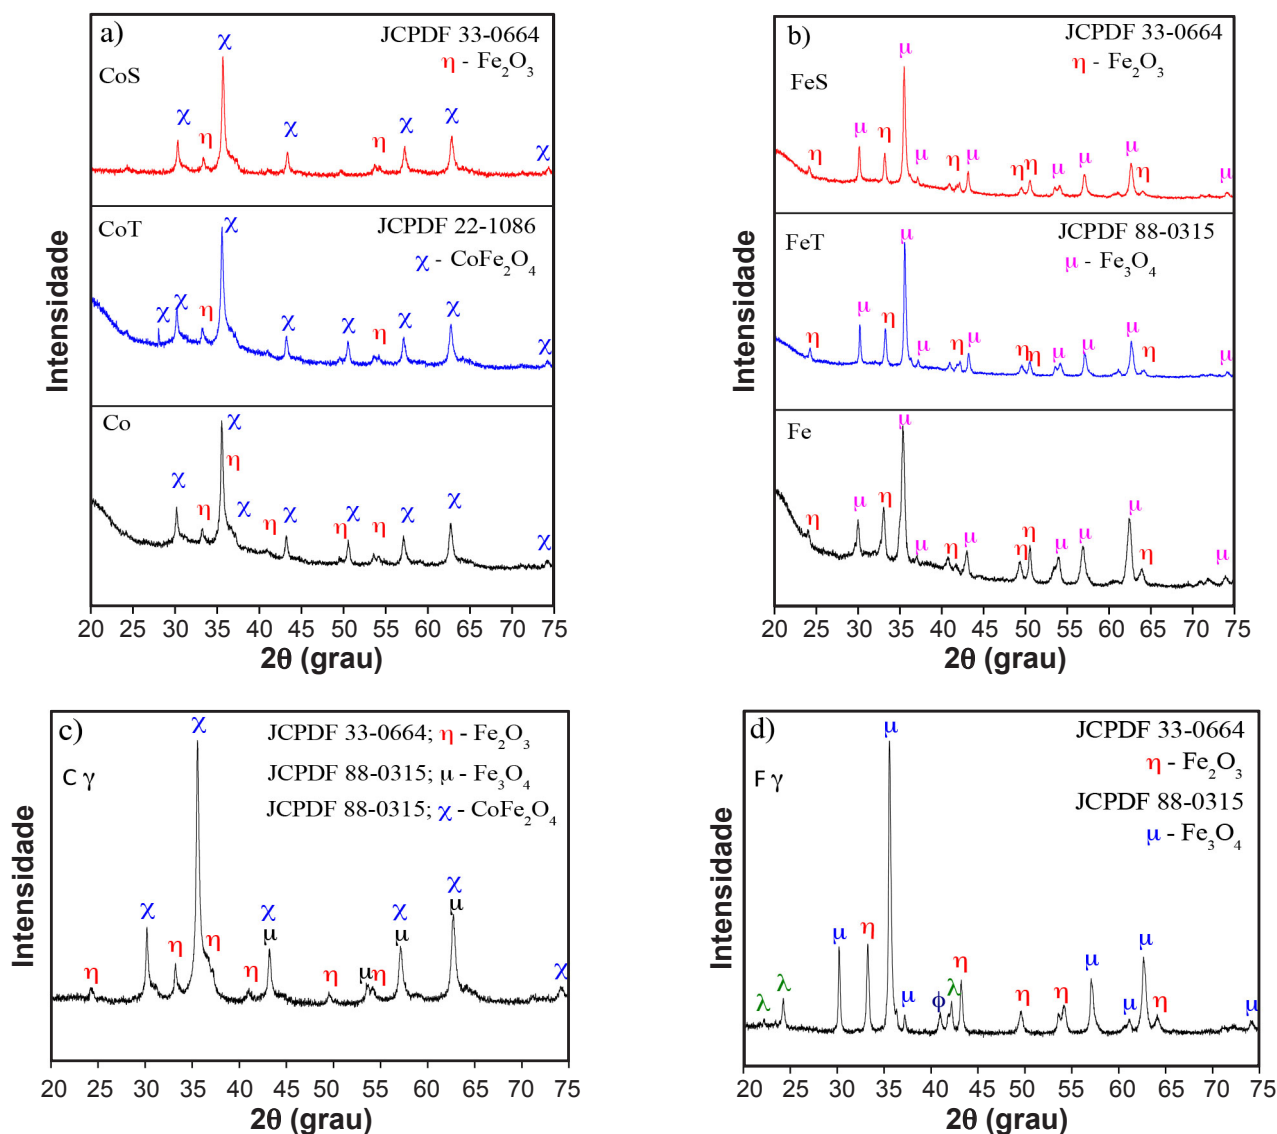 a)
JCPDF 33-0664
η - Fe₂O₃
CoS
χ
χ η χ η χ χ χ
CoT
JCPDF 22-1086
χ - CoFe₂O₄
χ
χ χ η χ χ η χ χ χ
Co
χ
η
χ η χ η χ η χ η χ χ χ
Intensidade
20 25 30 35 40 45 50 55 60 65 70 75
2θ (grau)
b)
JCPDF 33-0664
η - Fe₂O₃
FeS
μ
η μ η μ η μ η η μ μ μ η μ
FeT
JCPDF 88-0315
μ - Fe₃O₄
μ
η μ η μ η μ η η μ μ μ η μ
Fe
μ
η μ η μ η μ η η μ μ μ η μ
Intensidade
20 25 30 35 40 45 50 55 60 65 70 75
2θ (grau)
c)
JCPDF 33-0664; η - Fe₂O₃
C γ
JCPDF 88-0315; μ - Fe₃O₄
JCPDF 88-0315; χ - CoFe₂O₄
χ
χ χ χ χ
η η η η μ η μ η μ μ χ
Intensidade
20 25 30 35 40 45 50 55 60 65 70 75
2θ (grau)
d)
JCPDF 33-0664
η - Fe₂O₃
F γ
JCPDF 88-0315
μ - Fe₃O₄
μ
λ λ μ η μ ϕ λ η η η μ μ μ η μ
Intensidade
20 25 30 35 40 45 50 55 60 65 70 75
2θ (grau)